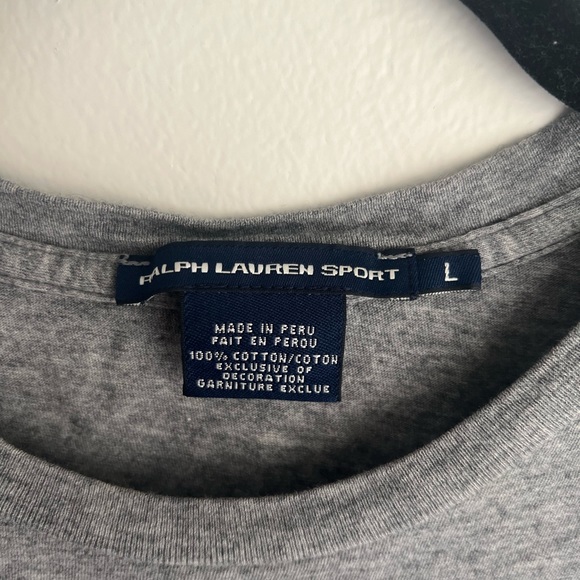 RALPH LAUREN SPORT
L
MADE IN PERU
FAIT EN PEROU
100% COTTON/COTON
EXCLUSIVE OF
DECORATION
GARNITURE EXCLUE